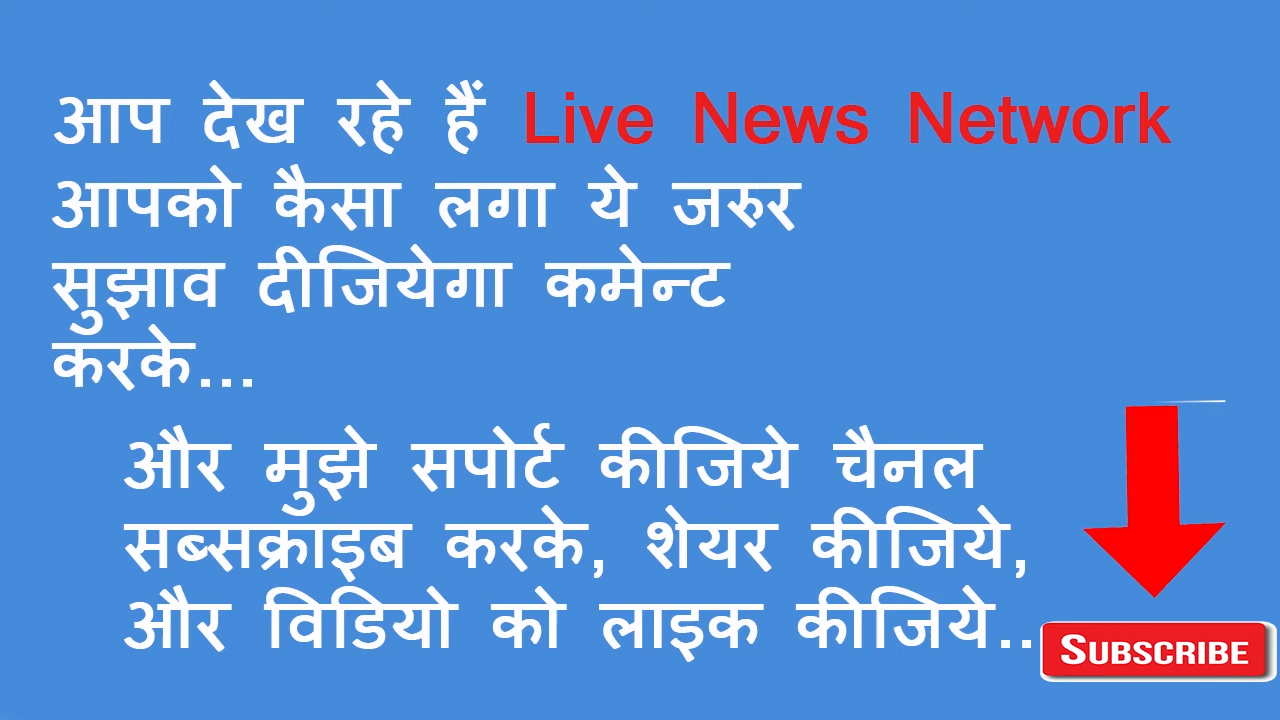 आप देख रहे हैं Live News Network
आपको कैसा लगा ये जरुर
सुझाव दीजियेगा कमेन्ट
करके...
और मुझे सपोर्ट कीजिये चैनल
सब्सक्राइब करके, शेयर कीजिये,
और विडियो को लाइक कीजिये..
SUBSCRIBE